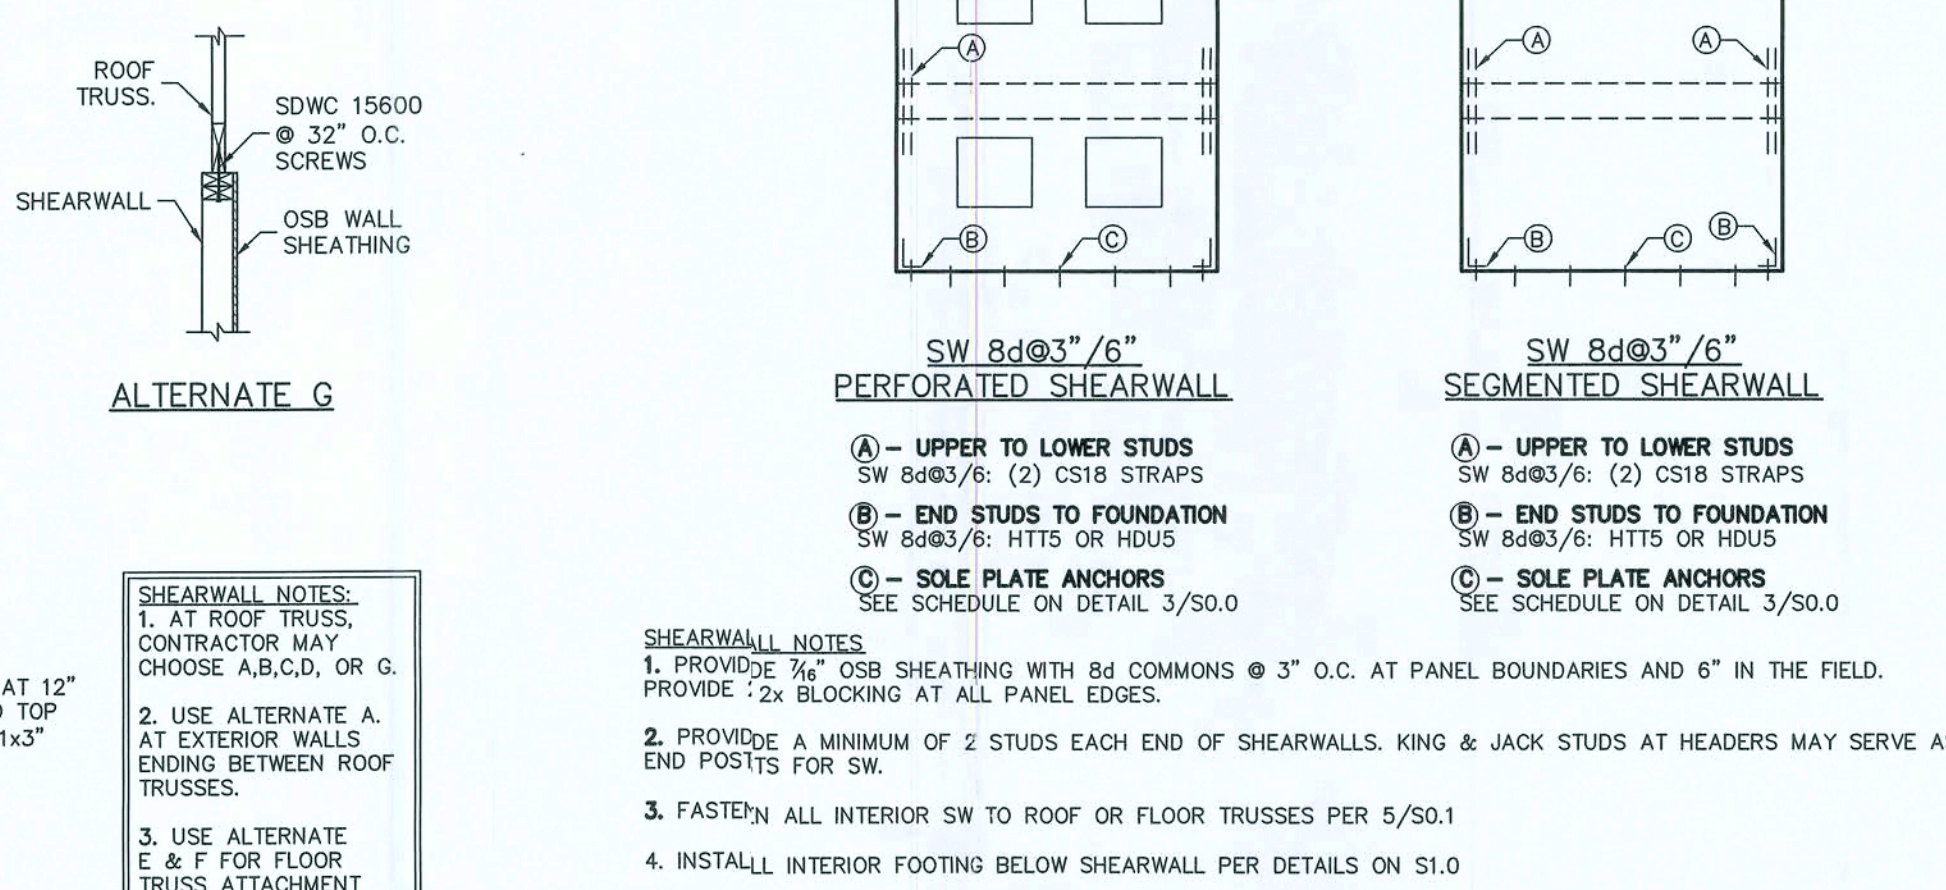 ROOF
TRUSS.
SDWC 15600
@ 32" O.C.
SCREWS
SHEARWALL
OSB WALL
SHEATHING
ALTERNATE G
A
B
C
SW 8d@3"/6"
PERFORATED SHEARWALL
Ⓐ – UPPER TO LOWER STUDS
SW 8d@3/6: (2) CS18 STRAPS
Ⓑ – END STUDS TO FOUNDATION
SW 8d@3/6: HTT5 OR HDU5
Ⓒ – SOLE PLATE ANCHORS
SEE SCHEDULE ON DETAIL 3/S0.0
A
A
B
C
B
SW 8d@3"/6"
SEGMENTED SHEARWALL
Ⓐ – UPPER TO LOWER STUDS
SW 8d@3/6: (2) CS18 STRAPS
Ⓑ – END STUDS TO FOUNDATION
SW 8d@3/6: HTT5 OR HDU5
Ⓒ – SOLE PLATE ANCHORS
SEE SCHEDULE ON DETAIL 3/S0.0
AT 12"
TOP
1x3"
SHEARWALL NOTES:
1. AT ROOF TRUSS,
CONTRACTOR MAY
CHOOSE A,B,C,D, OR G.
2. USE ALTERNATE A.
AT EXTERIOR WALLS
ENDING BETWEEN ROOF
TRUSSES.
3. USE ALTERNATE
E & F FOR FLOOR
TRUSS ATTACHMENT
SHEARWALL NOTES
1. PROVIDE 7/16" OSB SHEATHING WITH 8d COMMONS @ 3" O.C. AT PANEL BOUNDARIES AND 6" IN THE FIELD.
PROVIDE 2x BLOCKING AT ALL PANEL EDGES.
2. PROVIDE A MINIMUM OF 2 STUDS EACH END OF SHEARWALLS. KING & JACK STUDS AT HEADERS MAY SERVE AS
END POSTS FOR SW.
3. FASTEN ALL INTERIOR SW TO ROOF OR FLOOR TRUSSES PER 5/S0.1
4. INSTALL INTERIOR FOOTING BELOW SHEARWALL PER DETAILS ON S1.0